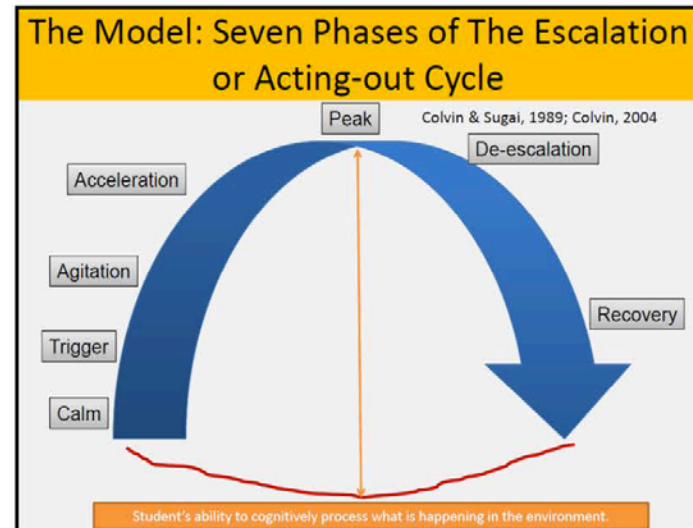 The Model: Seven Phases of The Escalation
or Acting-out Cycle
Peak
Colvin & Sugai, 1989; Colvin, 2004
De-escalation
Acceleration
Agitation
Recovery
Trigger
Calm
Student's ability to cognitively process what is happening in the environment.